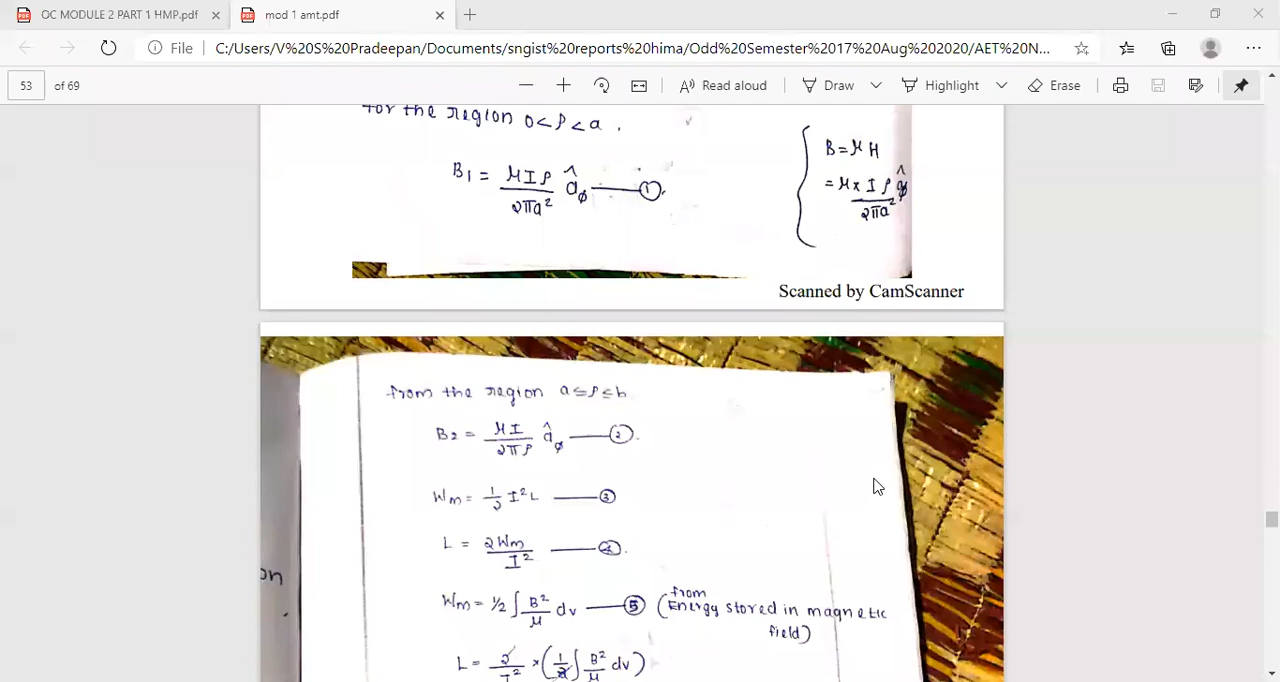 OC MODULE 2 PART 1 HMP.pdf
mod 1 amt.pdf
File
C:/Users/V%20S%20Pradeepan/Documents/sngist%20reports%20hima/Odd%20Semester%2017%20Aug%202020/AET%20N...
53 of 69
Read aloud
Draw
Highlight
Erase
for the region 0<ρ<a.
B1 = μIρ/2πa² â_φ —— ①
B = μH
= μ x Iρ/2πa² φ̂
Scanned by CamScanner
from the region a≤ρ≤b
B2 = μI/2πρ â_φ —— ②.
Wm = 1/2 I²L —— ③
L = 2Wm/I² —— ④.
Wm = 1/2 ∫ B²/μ dv —— ⑤ (from
Energy stored in magnetic
field)
on
L = 2/I² x (1/2 ∫ B²/μ dv)